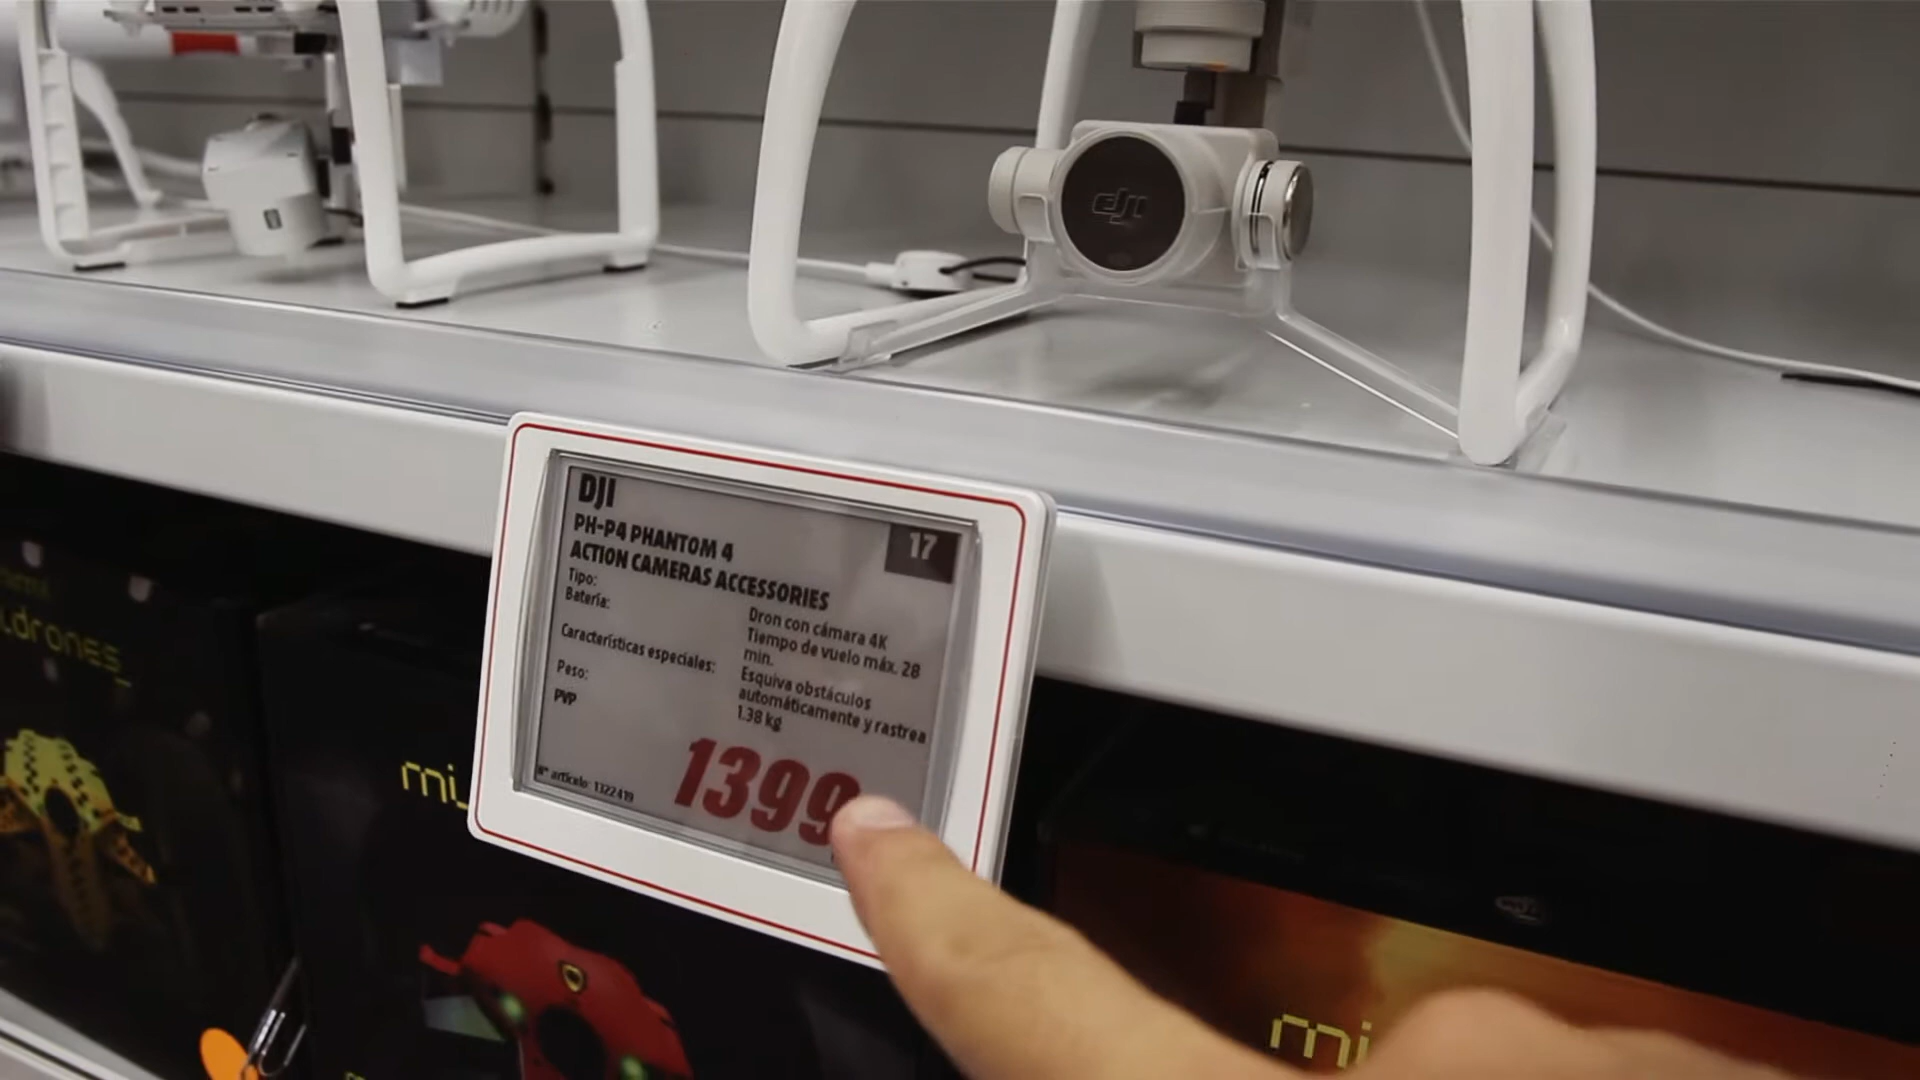 dji
DJI
17
PH-P4 PHANTOM 4
ACTION CAMERAS ACCESSORIES
Tipo:
Dron con cámara 4K
Batería:
Tiempo de vuelo máx. 28
min.
Características especiales:
Esquiva obstáculos
automáticamente y rastrea
Peso:
1.38 kg
PVP
1399
Nº artículo: 1322419
ldrones_
mi
mi